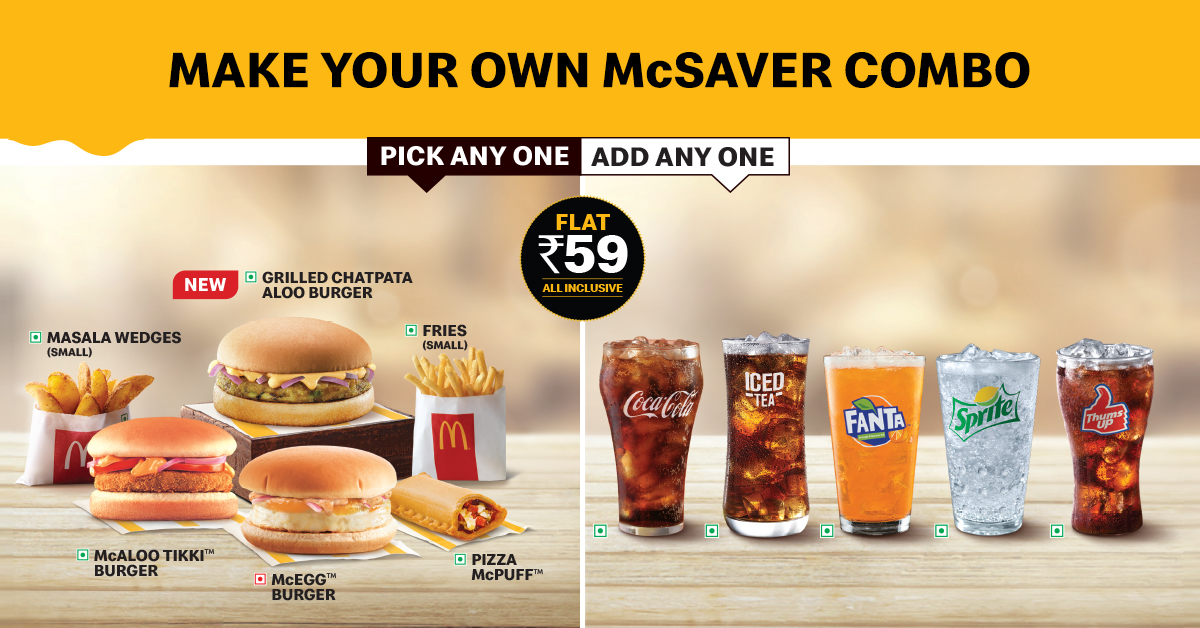 MAKE YOUR OWN McSAVER COMBO
PICK ANY ONE
ADD ANY ONE
FLAT
₹59
ALL INCLUSIVE
NEW
GRILLED CHATPATA
ALOO BURGER
MASALA WEDGES
(SMALL)
FRIES
(SMALL)
McALOO TIKKI™
BURGER
McEGG™
BURGER
PIZZA
McPUFF™
Coca-Cola
ICED
TEA
FANTA
Sprite
Thums
UP